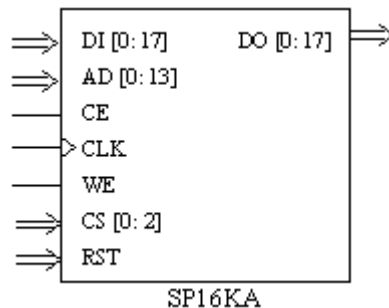 DI [0: 17] DO [0: 17]
AD [0: 13]
CE
CLK
WE
CS [0: 2]
RST
SP16KA